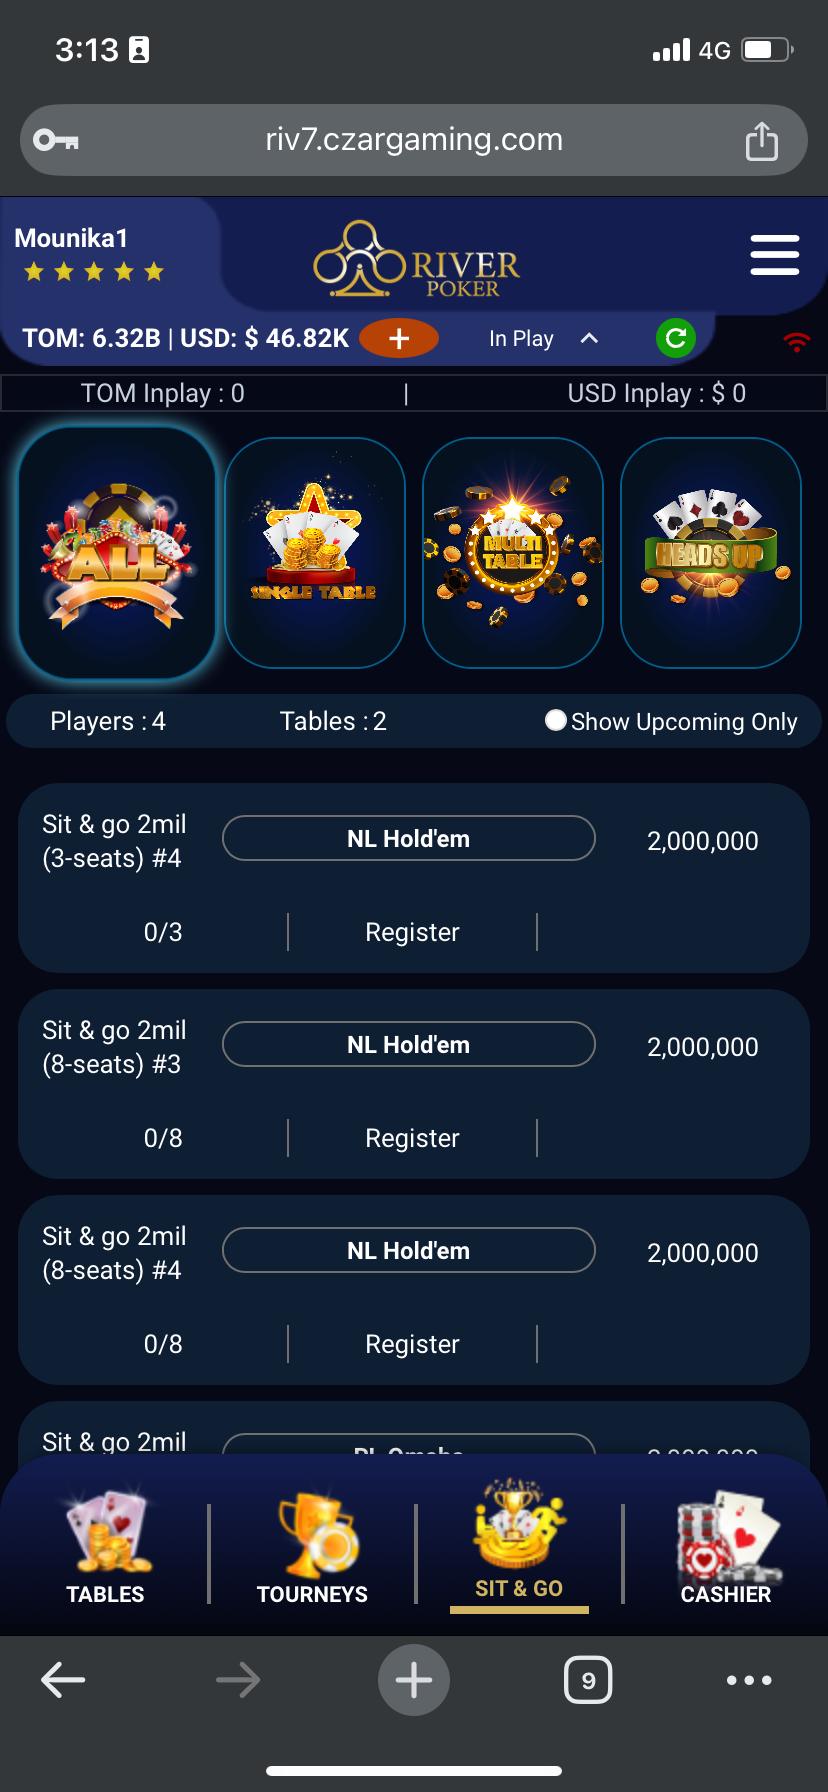 3:13
4G
riv7.czargaming.com
Mounika1
RIVER
POKER
TOM: 6.32B | USD: $ 46.82K
+
In Play
TOM Inplay : 0 | USD Inplay : $ 0
ALL
SINGLE TABLE
MULTI
TABLE
HEADS UP
Players : 4
Tables : 2
Show Upcoming Only
Sit & go 2mil
(3-seats) #4
NL Hold'em
2,000,000
0/3
Register
Sit & go 2mil
(8-seats) #3
NL Hold'em
2,000,000
0/8
Register
Sit & go 2mil
(8-seats) #4
NL Hold'em
2,000,000
0/8
Register
Sit & go 2mil
TABLES
TOURNEYS
SIT & GO
CASHIER
9